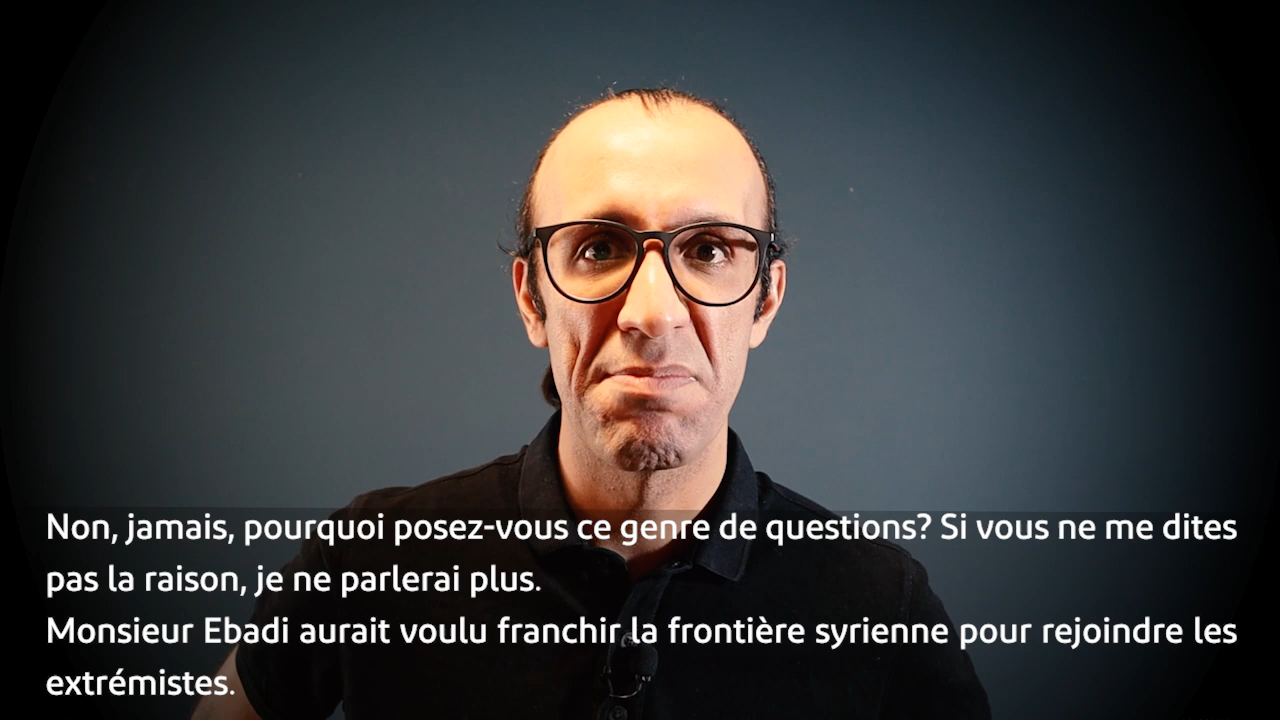 Non, jamais, pourquoi posez-vous ce genre de questions? Si vous ne me dites
pas la raison, je ne parlerai plus.
Monsieur Ebadi aurait voulu franchir la frontière syrienne pour rejoindre les
extrémistes.